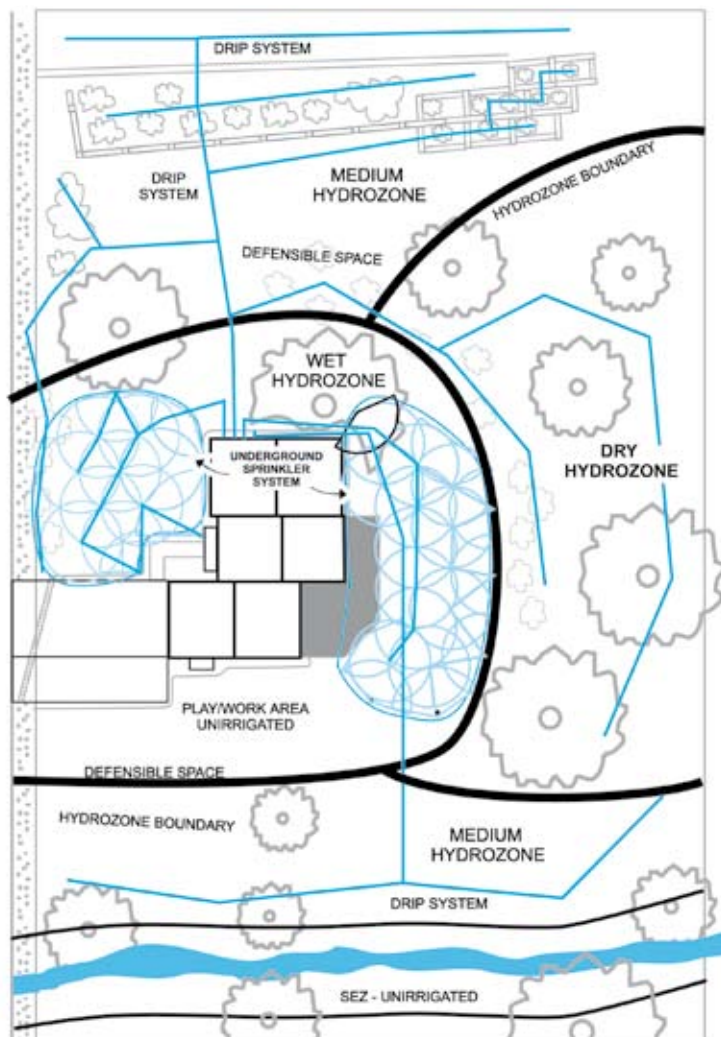 DRIP SYSTEM
DRIP
SYSTEM
MEDIUM
HYDROZONE
HYDROZONE BOUNDARY
DEFENSIBLE SPACE
WET
HYDROZONE
UNDERGROUND
SPRINKLER
SYSTEM
DRY
HYDROZONE
PLAY/WORK AREA
UNIRRIGATED
DEFENSIBLE SPACE
HYDROZONE BOUNDARY
MEDIUM
HYDROZONE
DRIP SYSTEM
SEZ - UNIRRIGATED